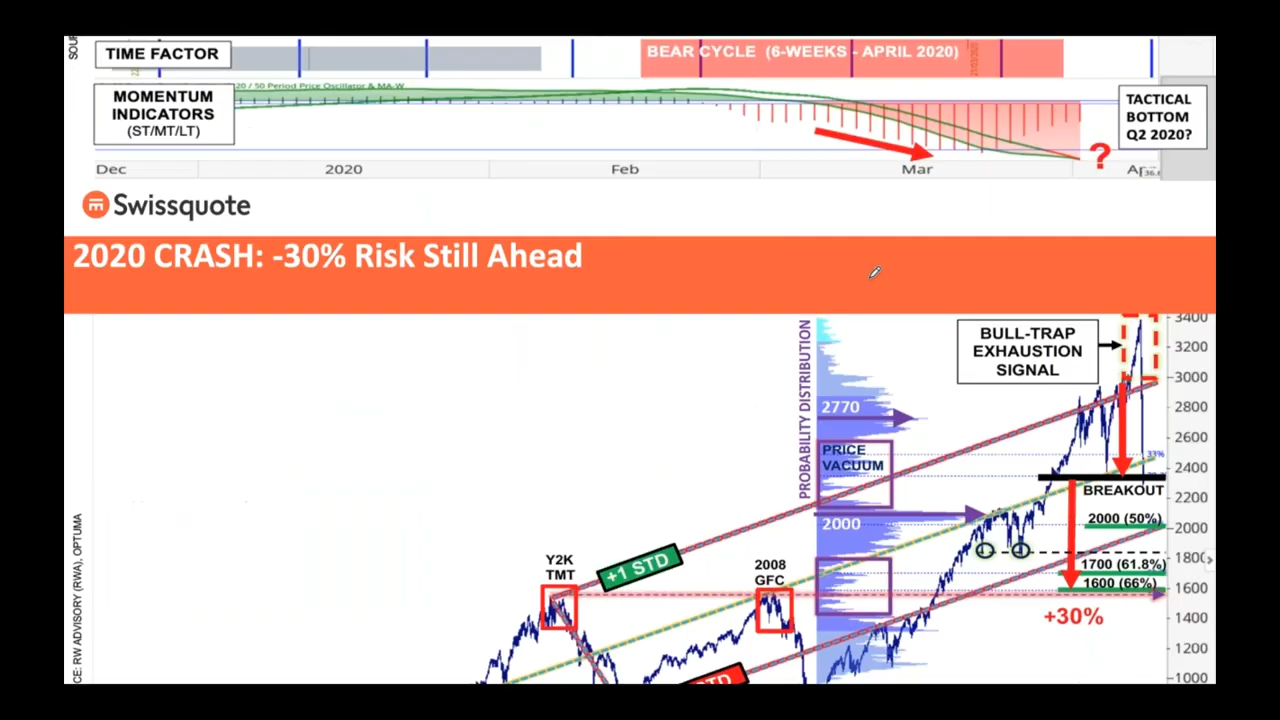 TIME FACTOR
BEAR CYCLE (6-WEEKS - APRIL 2020)
20 / 50 Period Price Oscillator & MA-W
MOMENTUM
INDICATORS
(ST/MT/LT)
TACTICAL
BOTTOM
Q2 2020?
?
Dec
2020
Feb
Mar
Swissquote
2020 CRASH: -30% Risk Still Ahead
PROBABILITY DISTRIBUTION
BULL-TRAP
EXHAUSTION
SIGNAL
3400
3200
3000
2800
2600
2400
2200
2000
1800
1600
1400
1200
1000
2770
PRICE
VACUUM
33%
BREAKOUT
2000
2000 (50%)
1700 (61.8%)
1600 (66%)
+30%
Y2K
TMT
+1 STD
2008
GFC
STD
CE: RW ADVISORY (RWA), OPTUMA